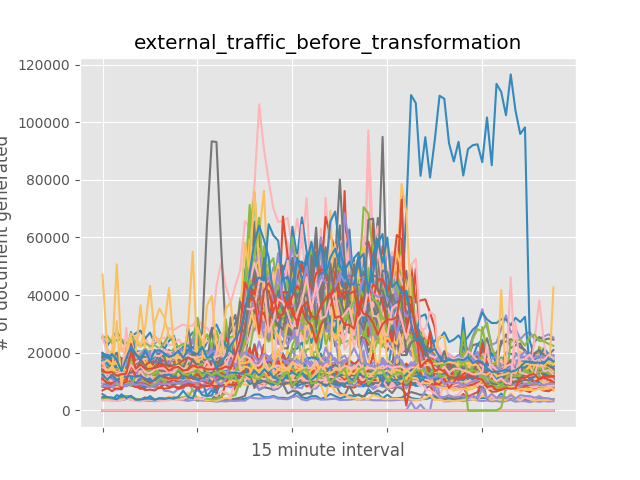 external_traffic_before_transformation
120000
100000
80000
60000
40000
20000
0
# of document generated
15 minute interval